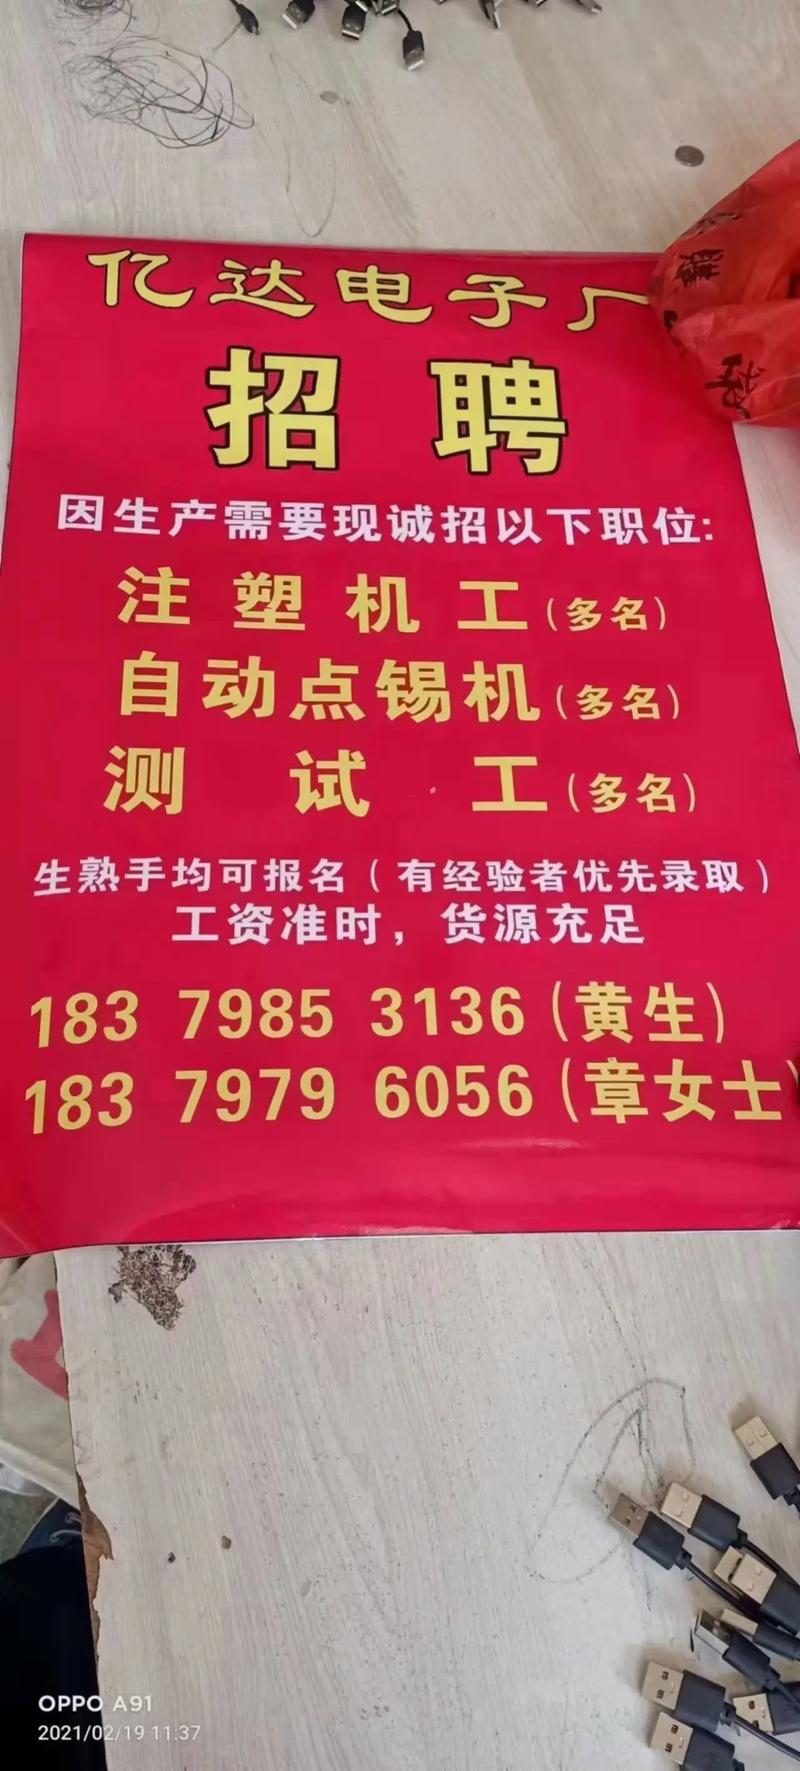 亿达电子厂
招聘
因生产需要现诚招以下职位:
注塑机工(多名)
自动点锡机(多名)
测试工(多名)
生熟手均可报名(有经验者优先录取)
工资准时，货源充足
183 7985 3136(黄生)
183 7979 6056(章女士)
OPPO A91
2021/02/19 11:37